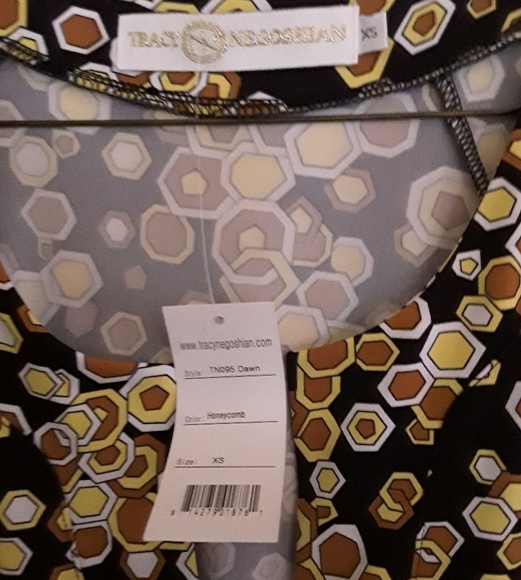 TRACY NEGOSHIAN
XS
www.tracynegoshian.com
Style: TN095 Dawn
Color: Honeycomb
Size: XS